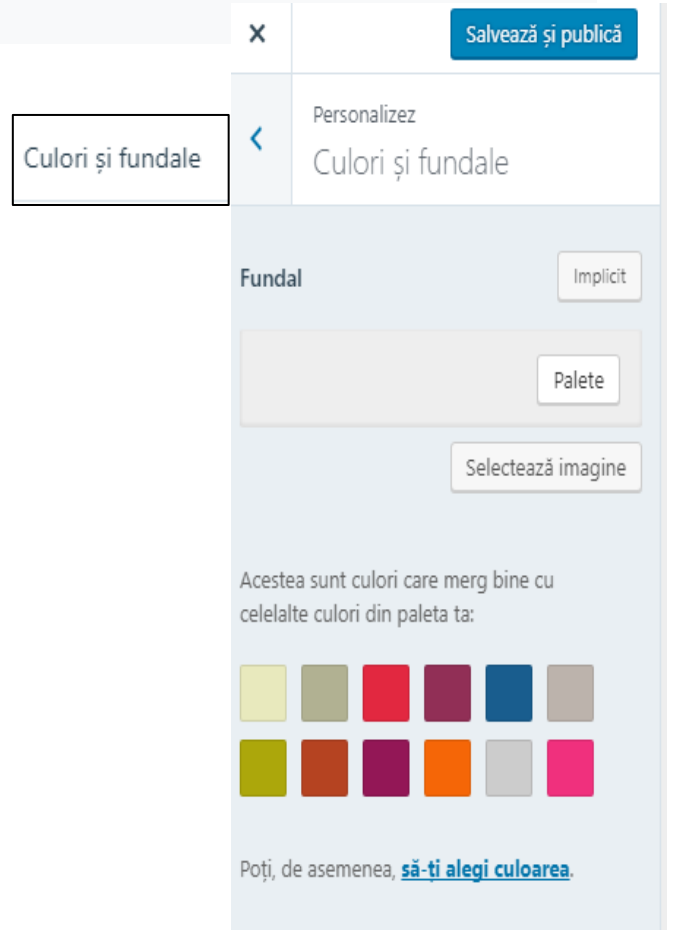 Salvează și publică
Culori și fundale
Personalizez
Culori și fundale
Fundal
Implicit
Palete
Selectează imagine
Acestea sunt culori care merg bine cu
celelalte culori din paleta ta:
Poți, de asemenea, să-ți alegi culoarea.